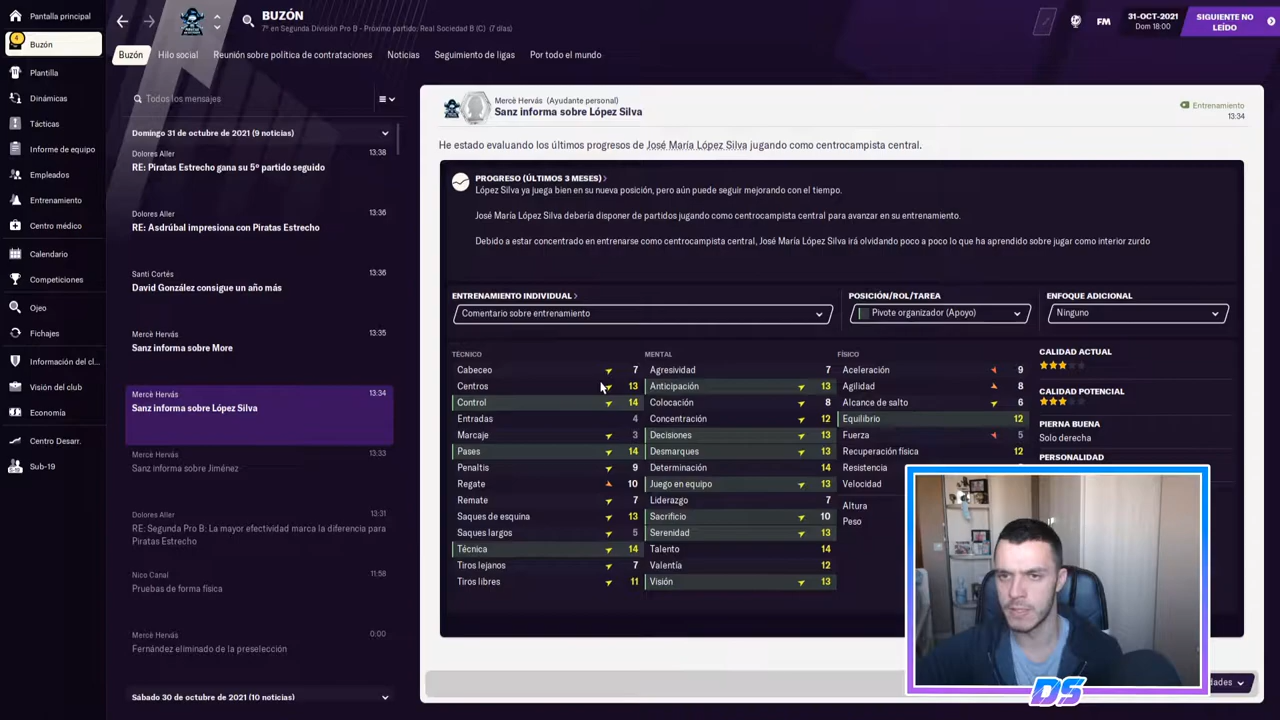 Pantalla principal
4
Buzón
Plantilla
Dinámicas
Tácticas
Informe de equipo
Empleados
Entrenamiento
Centro médico
Calendario
Competiciones
Ojeo
Fichajes
Información del cl...
Visión del club
Economía
Centro Desarr.
Sub-19
BUZÓN
7º en Segunda División Pro B - Próximo partido: Real Sociedad B (C) (7 días)
FM
31-OCT-2021
Dom 18:00
SIGUIENTE NO
LEÍDO
Buzón Hilo social Reunión sobre política de contrataciones Noticias Seguimiento de ligas Por todo el mundo
Todos los mensajes
Domingo 31 de octubre de 2021 (9 noticias)
Dolores Aller 13:38
RE: Piratas Estrecho gana su 5º partido seguido
Dolores Aller 13:36
RE: Asdrúbal impresiona con Piratas Estrecho
Santi Cortés 13:36
David González consigue un año más
Mercè Hervás 13:35
Sanz informa sobre More
Mercè Hervás 13:34
Sanz informa sobre López Silva
Mercè Hervás 13:33
Sanz informa sobre Jiménez
Dolores Aller 13:31
RE: Segunda Pro B: La mayor efectividad marca la diferencia para
Piratas Estrecho
Nico Canal 11:58
Pruebas de forma física
Mercè Hervás 0:00
Fernández eliminado de la preselección
Sábado 30 de octubre de 2021 (10 noticias)
Mercè Hervás (Ayudante personal)
Sanz informa sobre López Silva
Entrenamiento
13:34
He estado evaluando los últimos progresos de José María López Silva jugando como centrocampista central.
PROGRESO (ÚLTIMOS 3 MESES)
López Silva ya juega bien en su nueva posición, pero aún puede seguir mejorando con el tiempo.
José María López Silva debería disponer de partidos jugando como centrocampista central para avanzar en su entrenamiento.
Debido a estar concentrado en entrenarse como centrocampista central, José María López Silva irá olvidando poco a poco lo que ha aprendido sobre jugar como interior zurdo
ENTRENAMIENTO INDIVIDUAL
Comentario sobre entrenamiento
POSICIÓN/ROL/TAREA
Pivote organizador (Apoyo)
ENFOQUE ADICIONAL
Ninguno
TÉCNICO
Cabeceo 7
Centros 13
Control 14
Entradas 4
Marcaje 3
Pases 14
Penaltis 9
Regate 10
Remate 7
Saques de esquina 13
Saques largos 5
Técnica 14
Tiros lejanos 7
Tiros libres 11
MENTAL
Agresividad 7
Anticipación 13
Colocación 8
Concentración 12
Decisiones 13
Desmarques 13
Determinación 14
Juego en equipo 13
Liderazgo 7
Sacrificio 10
Serenidad 13
Talento 14
Valentía 12
Visión 13
FÍSICO
Aceleración 9
Agilidad 8
Alcance de salto 6
Equilibrio 12
Fuerza 5
Recuperación física 12
Resistencia
Velocidad
Altura
Peso
CALIDAD ACTUAL
CALIDAD POTENCIAL
PIERNA BUENA
Solo derecha
PERSONALIDAD
DS